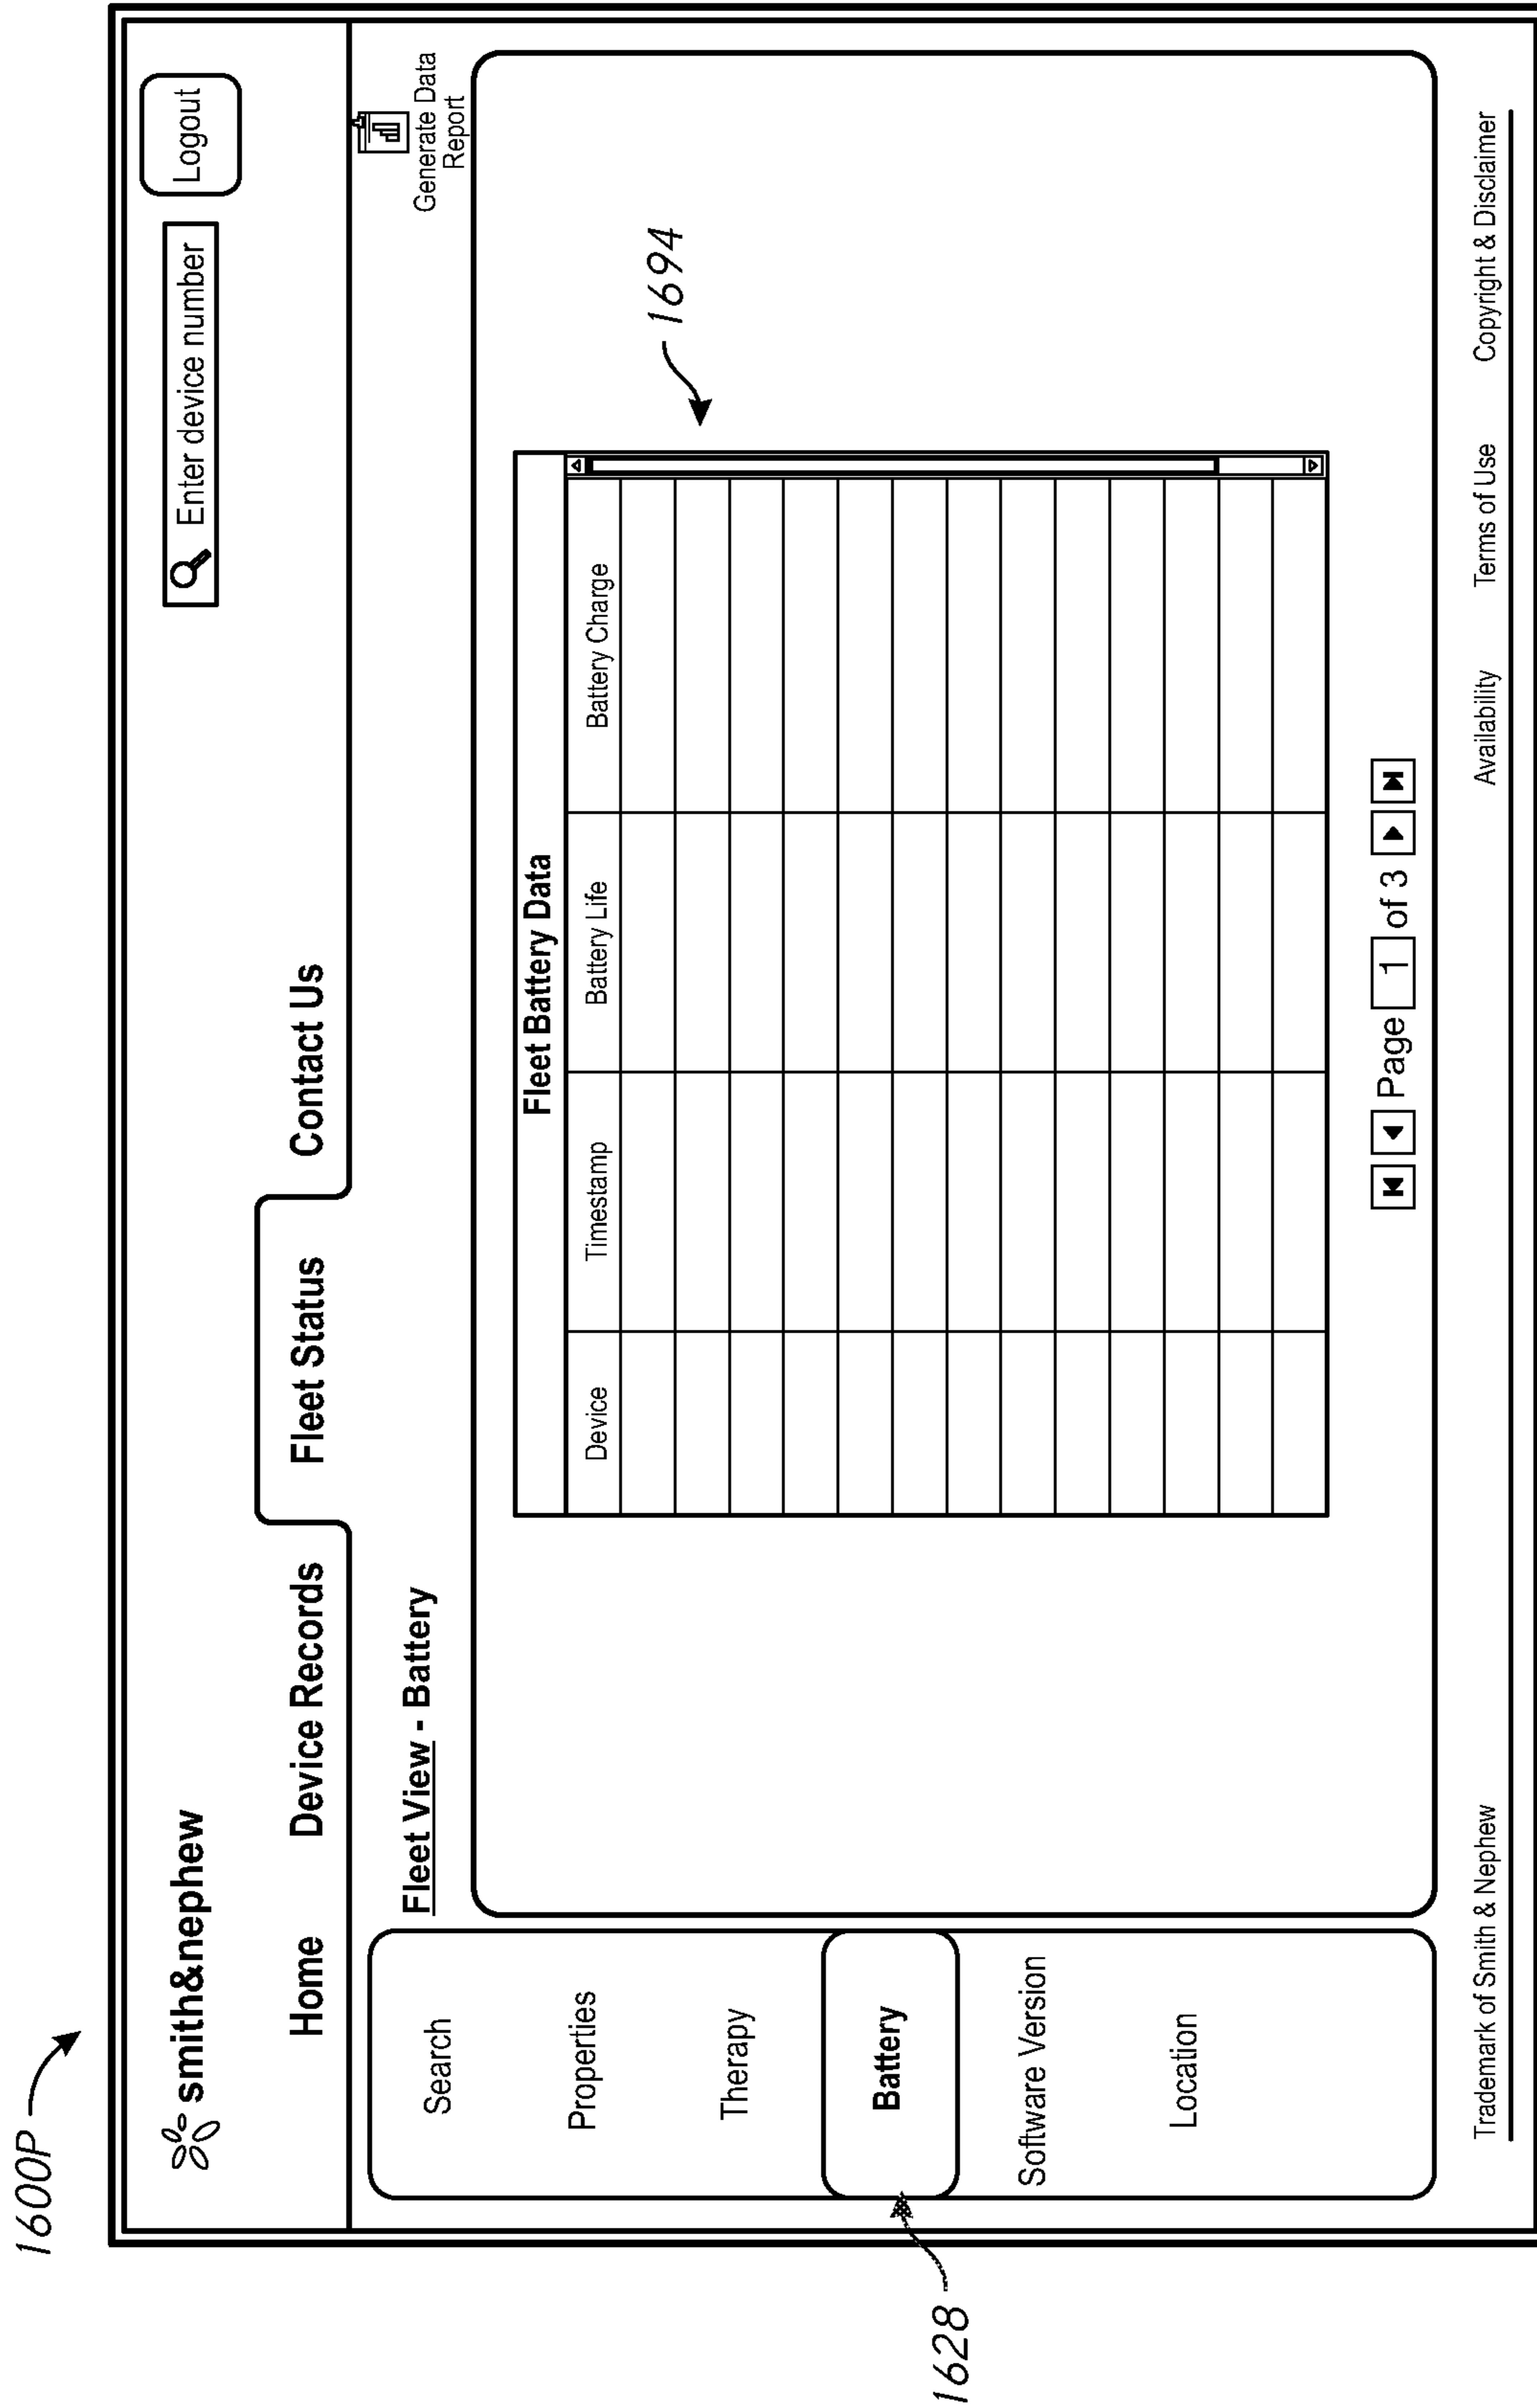 1600P
smith&nephew
Enter device number
Logout
Home Device Records Fleet Status Contact Us
Fleet View - Battery
Generate Data
Report
Search
Properties
Therapy
Battery
Software Version
Location
1628
Fleet Battery Data
Device Timestamp Battery Life Battery Charge
1694
Page 1 of 3
Trademark of Smith & Nephew Availability Terms of Use Copyright & Disclaimer